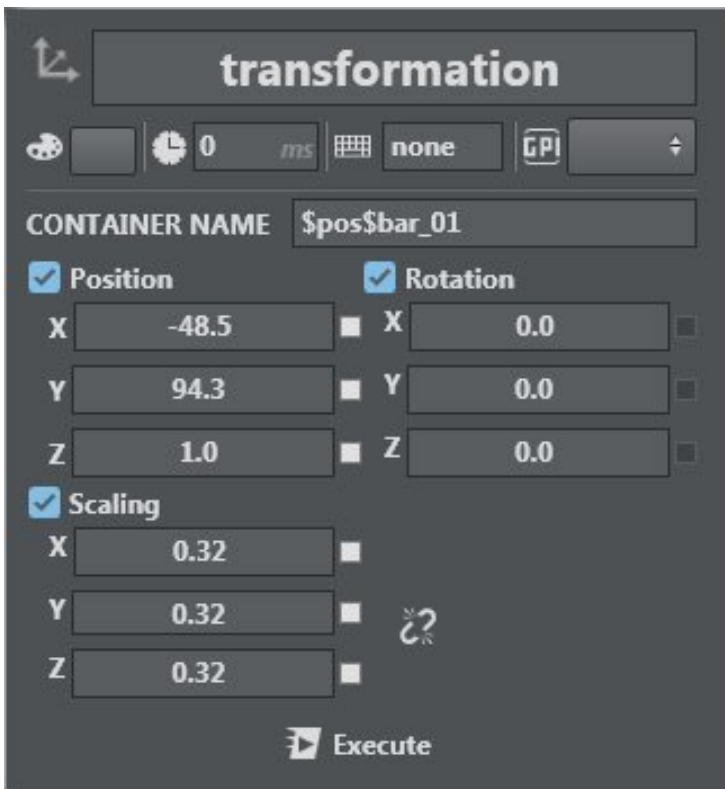 transformation
0 ms none GPI
CONTAINER NAME $pos$bar_01
Position Rotation
X -48.5 X 0.0
Y 94.3 Y 0.0
Z 1.0 Z 0.0
Scaling
X 0.32
Y 0.32
Z 0.32
Execute